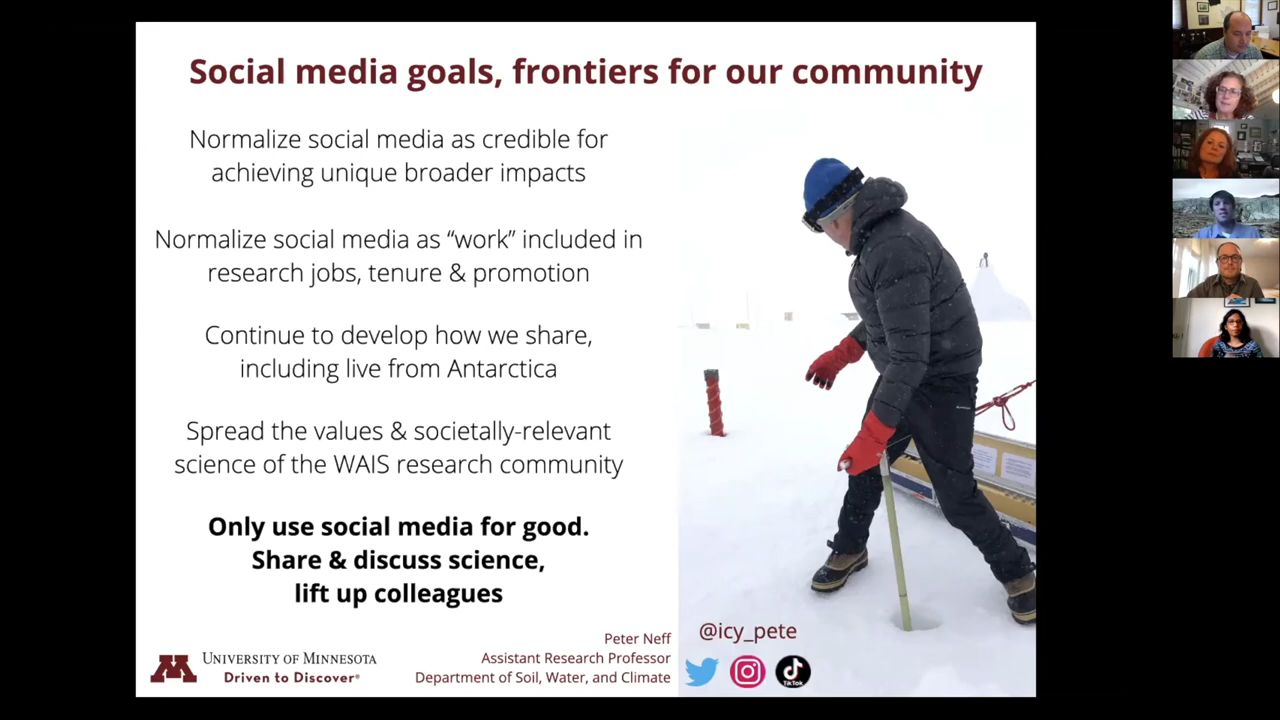 Social media goals, frontiers for our community
Normalize social media as credible for
achieving unique broader impacts
Normalize social media as “work” included in
research jobs, tenure & promotion
Continue to develop how we share,
including live from Antarctica
Spread the values & societally-relevant
science of the WAIS research community
Only use social media for good.
Share & discuss science,
lift up colleagues
Peter Neff
Assistant Research Professor
Department of Soil, Water, and Climate
M
UNIVERSITY OF MINNESOTA
Driven to Discover®
@icy_pete
TikTok